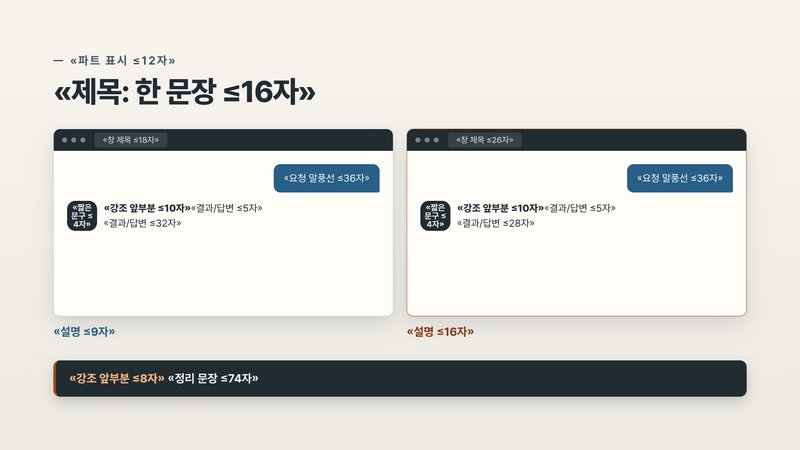 — «파트 표시 ≤12자»
«제목: 한 문장 ≤16자»
«창 제목 ≤18자»
«요청 말풍선 ≤36자»
«짧은
문구 ≤
4자»
«강조 앞부분 ≤10자»«결과/답변 ≤5자»
«결과/답변 ≤32자»
«설명 ≤9자»
«창 제목 ≤26자»
«요청 말풍선 ≤36자»
«짧은
문구 ≤
4자»
«강조 앞부분 ≤10자»«결과/답변 ≤5자»
«결과/답변 ≤28자»
«설명 ≤16자»
«강조 앞부분 ≤8자» «정리 문장 ≤74자»